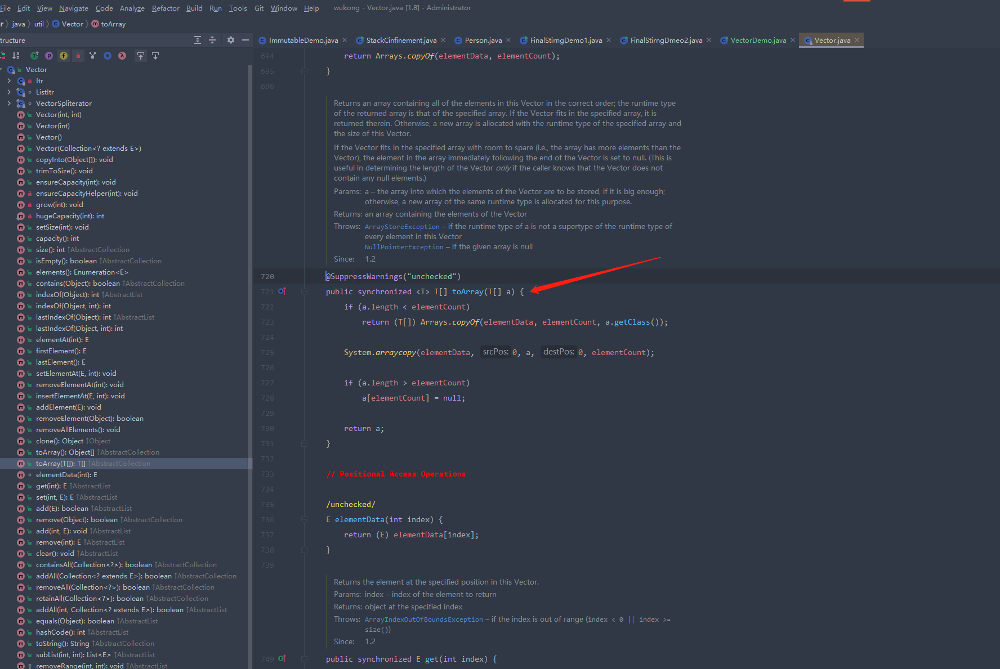 File Edit View Navigate Code Analyze Refactor Build Run Tools Git Window Help wukong - Vector.java [1.8] - Administrator
r java util Vector toArray
tructure
ImmutableDemo.java StackCinfinement.java Person.java FinalStirngDemo1.java FinalStirngDmeo2.java VectorDemo.java Vector.java
Vector
Itr
ListItr
VectorSpliterator
Vector(int, int)
Vector(int)
Vector()
Vector(Collection<? extends E>)
copyInto(Object[]): void
trimToSize(): void
ensureCapacity(int): void
ensureCapacityHelper(int): void
grow(int): void
hugeCapacity(int): int
setSize(int): void
capacity(): int
size(): int ↑AbstractCollection
isEmpty(): boolean ↑AbstractCollection
elements(): Enumeration<E>
contains(Object): boolean ↑AbstractCollection
indexOf(Object): int ↑AbstractList
indexOf(Object, int): int
lastIndexOf(Object): int ↑AbstractList
lastIndexOf(Object, int): int
elementAt(int): E
firstElement(): E
lastElement(): E
setElementAt(E, int): void
removeElementAt(int): void
insertElementAt(E, int): void
addElement(E): void
removeElement(Object): boolean
removeAllElements(): void
clone(): Object ↑Object
toArray(): Object[] ↑AbstractCollection
toArray(T[]): T[] ↑AbstractCollection
elementData(int): E
get(int): E ↑AbstractList
set(int, E): E ↑AbstractList
add(E): boolean ↑AbstractList
remove(Object): boolean ↑AbstractCollection
add(int, E): void ↑AbstractList
remove(int): E ↑AbstractList
clear(): void ↑AbstractList
containsAll(Collection<?>): boolean ↑AbstractCollection
addAll(Collection<? extends E>): boolean ↑AbstractCollection
removeAll(Collection<?>): boolean ↑AbstractCollection
retainAll(Collection<?>): boolean ↑AbstractCollection
addAll(int, Collection<? extends E>): boolean ↑AbstractList
equals(Object): boolean ↑AbstractList
hashCode(): int ↑AbstractList
toString(): String ↑AbstractCollection
subList(int, int): List<E> ↑AbstractList
removeRange(int, int): void ↑AbstractList
694 return Arrays.copyOf(elementData, elementCount);
695 }
696
Returns an array containing all of the elements in this Vector in the correct order; the runtime type
of the returned array is that of the specified array. If the Vector fits in the specified array, it is
returned therein. Otherwise, a new array is allocated with the runtime type of the specified array and
the size of this Vector.
If the Vector fits in the specified array with room to spare (i.e., the array has more elements than the
Vector), the element in the array immediately following the end of the Vector is set to null. (This is
useful in determining the length of the Vector only if the caller knows that the Vector does not
contain any null elements.)
Params: a – the array into which the elements of the Vector are to be stored, if it is big enough;
otherwise, a new array of the same runtime type is allocated for this purpose.
Returns: an array containing the elements of the Vector
Throws: ArrayStoreException – if the runtime type of a is not a supertype of the runtime type of
every element in this Vector
NullPointerException – if the given array is null
Since: 1.2
720 @SuppressWarnings("unchecked")
721 public synchronized <T> T[] toArray(T[] a) {
722 if (a.length < elementCount)
723 return (T[]) Arrays.copyOf(elementData, elementCount, a.getClass());
724
725 System.arraycopy(elementData, srcPos: 0, a, destPos: 0, elementCount);
726
727 if (a.length > elementCount)
728 a[elementCount] = null;
729
730 return a;
731 }
732
733 // Positional Access Operations
734
735 /unchecked/
736 E elementData(int index) {
737 return (E) elementData[index];
738 }
739
Returns the element at the specified position in this Vector.
Params: index – index of the element to return
Returns: object at the specified index
Throws: ArrayIndexOutOfBoundsException – if the index is out of range (index < 0 || index >=
size())
Since: 1.2
749 public synchronized E get(int index) {